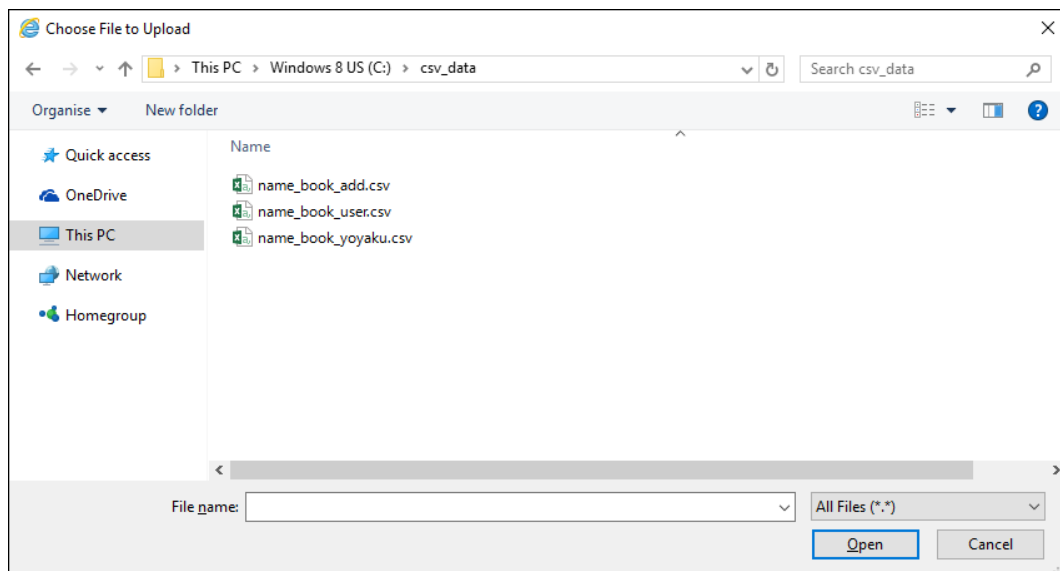 Choose File to Upload
This PC > Windows 8 US (C:) > csv_data
Search csv_data
Organise
New folder
?
Quick access
OneDrive
This PC
Network
Homegroup
Name
name_book_add.csv
name_book_user.csv
name_book_yoyaku.csv
File name:
All Files (*.*)
Open
Cancel